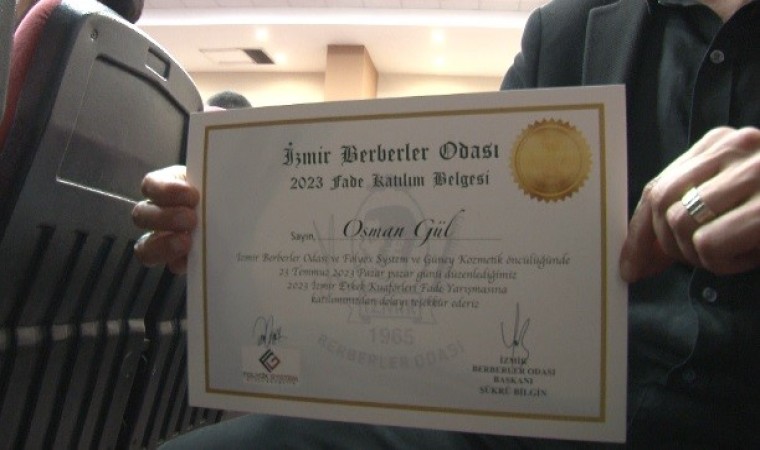 İzmir Berberler Odası
2023 Fade Katılım Belgesi
Sayın, Osman Gül
İzmir Berberler Odası ve Folyox System ve Güney Kozmetik öncülüğünde
23 Temmuz 2023 Pazar pazar günü düzenlediğimiz
2023 İzmir Erkek Kuaförleri Fade Yarışmasına
katılımınızdan dolayı teşekkür ederiz
1965
BERBERLER ODASI
İZMİR
BERBERLER ODASI
BAŞKANI
ŞÜKRÜ BİLGİN